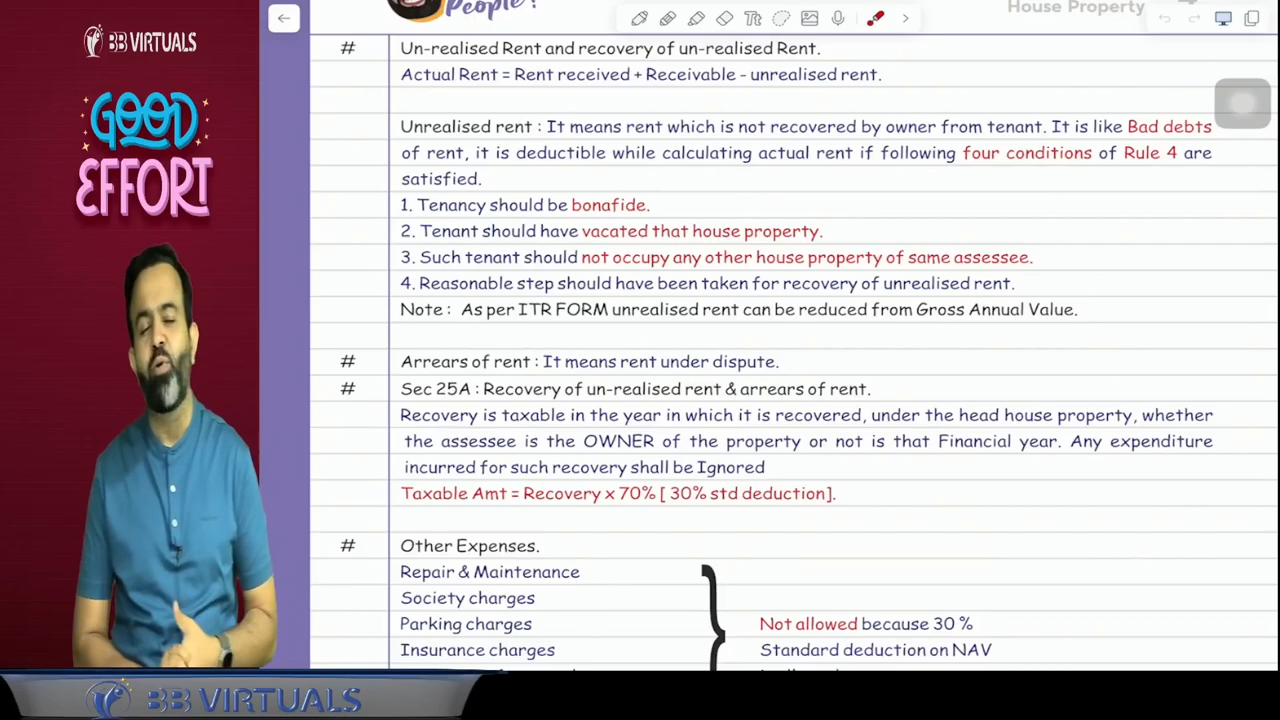 People!
House Property
BB VIRTUALS
GOOD
EFFORT
# Un-realised Rent and recovery of un-realised Rent.
Actual Rent = Rent received + Receivable - unrealised rent.
Unrealised rent : It means rent which is not recovered by owner from tenant. It is like Bad debts
of rent, it is deductible while calculating actual rent if following four conditions of Rule 4 are
satisfied.
1. Tenancy should be bonafide.
2. Tenant should have vacated that house property.
3. Such tenant should not occupy any other house property of same assessee.
4. Reasonable step should have been taken for recovery of unrealised rent.
Note : As per ITR FORM unrealised rent can be reduced from Gross Annual Value.
# Arrears of rent : It means rent under dispute.
# Sec 25A : Recovery of un-realised rent & arrears of rent.
Recovery is taxable in the year in which it is recovered, under the head house property, whether
the assessee is the OWNER of the property or not is that Financial year. Any expenditure
incurred for such recovery shall be Ignored
Taxable Amt = Recovery x 70% [ 30% std deduction].
# Other Expenses.
Repair & Maintenance
Society charges
Parking charges
Not allowed because 30 %
Insurance charges
Standard deduction on NAV
BB VIRTUALS